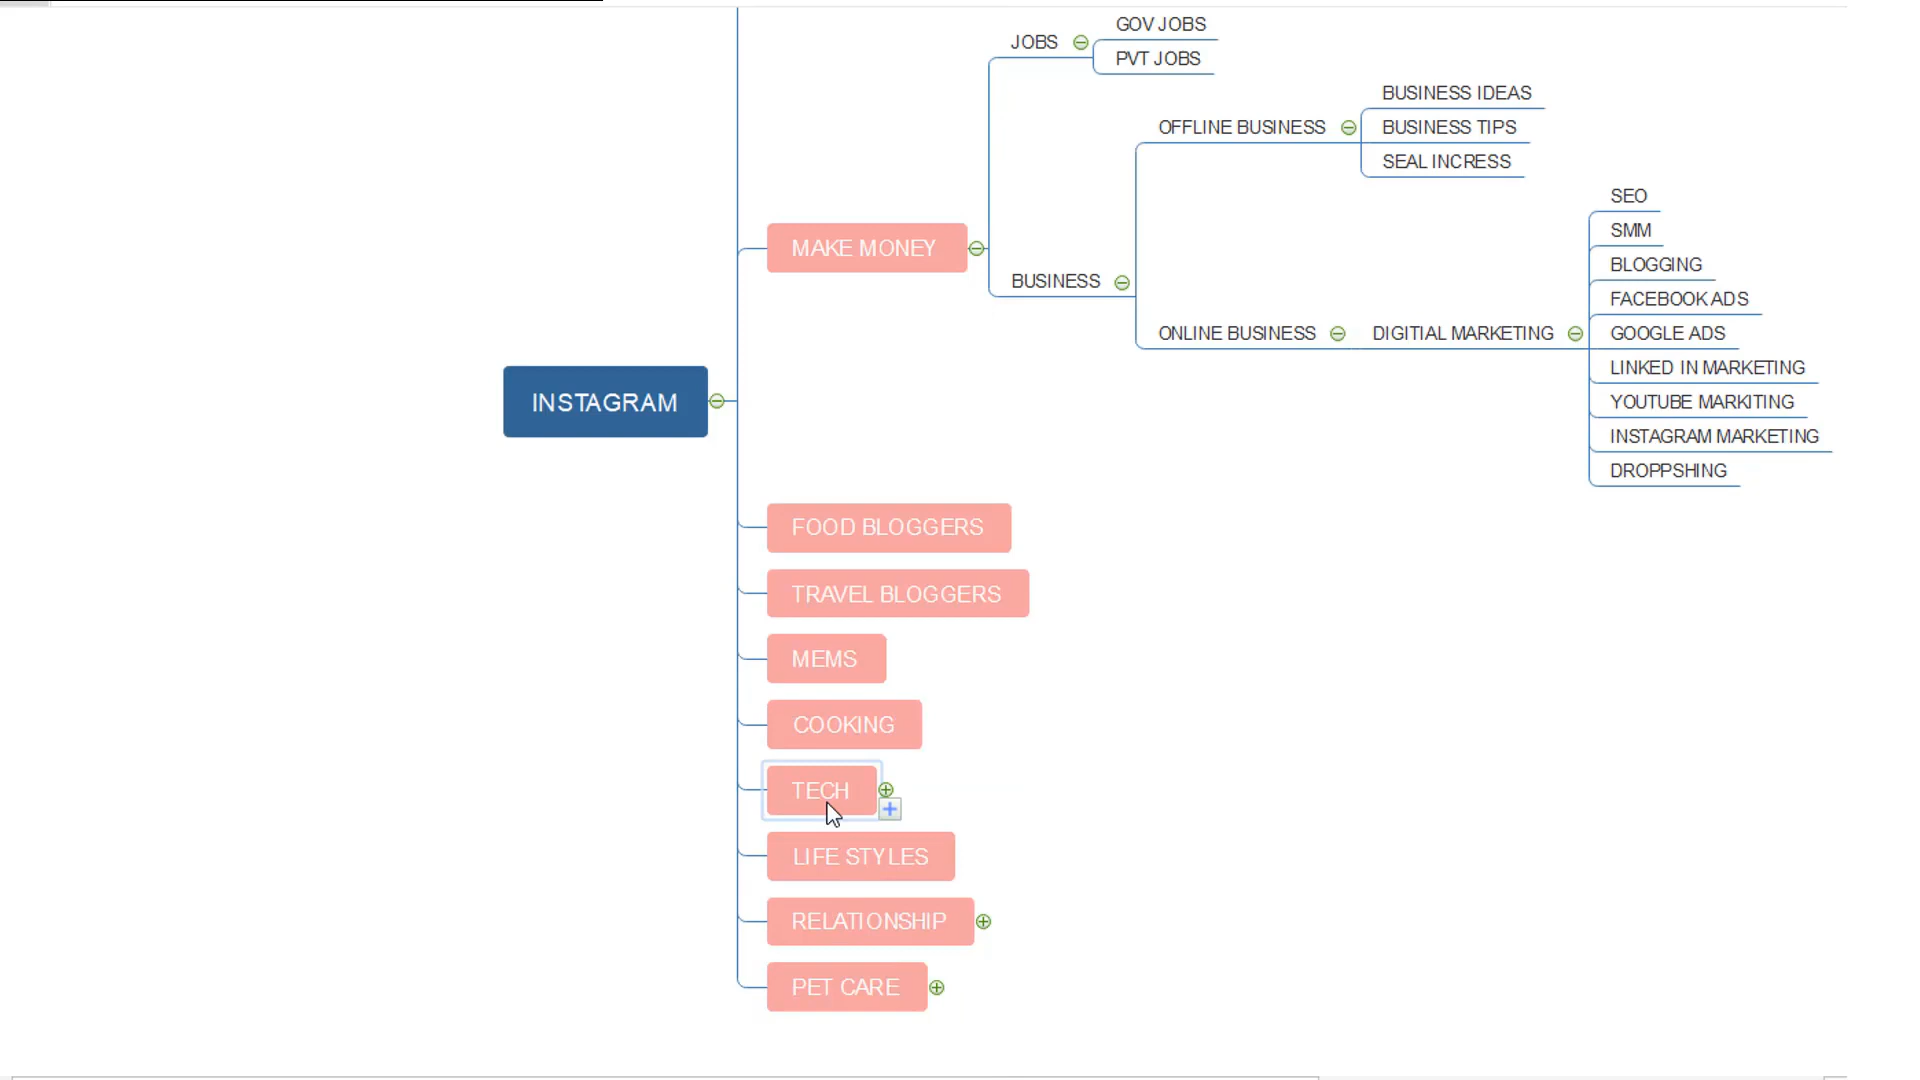 GOV JOBS
JOBS
PVT JOBS
BUSINESS IDEAS
OFFLINE BUSINESS
BUSINESS TIPS
SEAL INCRESS
SEO
SMM
MAKE MONEY
BLOGGING
BUSINESS
FACEBOOK ADS
ONLINE BUSINESS
DIGITIAL MARKETING
GOOGLE ADS
LINKED IN MARKETING
INSTAGRAM
YOUTUBE MARKITING
INSTAGRAM MARKETING
DROPPSHING
FOOD BLOGGERS
TRAVEL BLOGGERS
MEMS
COOKING
TECH
LIFE STYLES
RELATIONSHIP
PET CARE